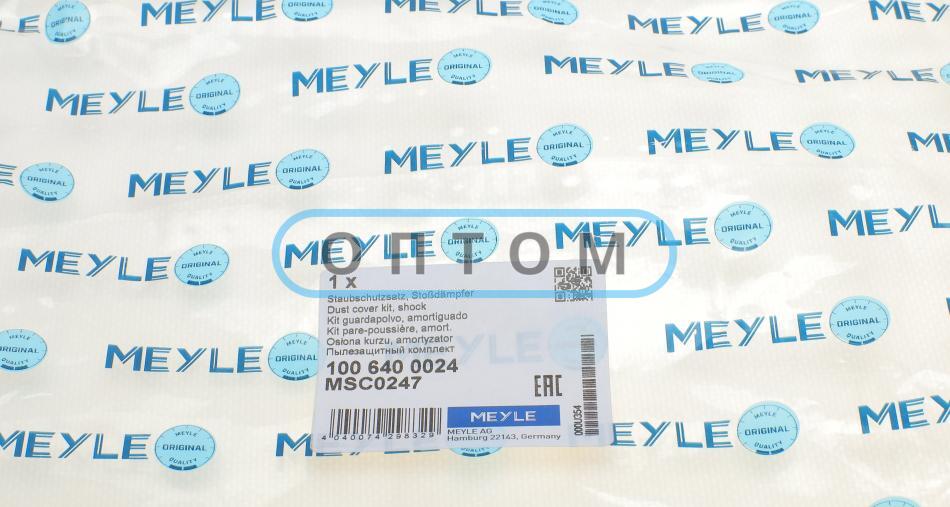 MEYLE ORIGINAL QUALITY
ОПТОМ
1 x
Staubschutzsatz, Stoßdämpfer
Dust cover kit, shock
Kit guardapolvo, amortiguado
Kit pare-poussière, amort.
Osłona kurzu, amortyzator
Пылезащитный комплект
100 640 0024
MSC0247
EAC
000U354
MEYLE
4 040074 298329
MEYLE AG
Hamburg 22143, Germany